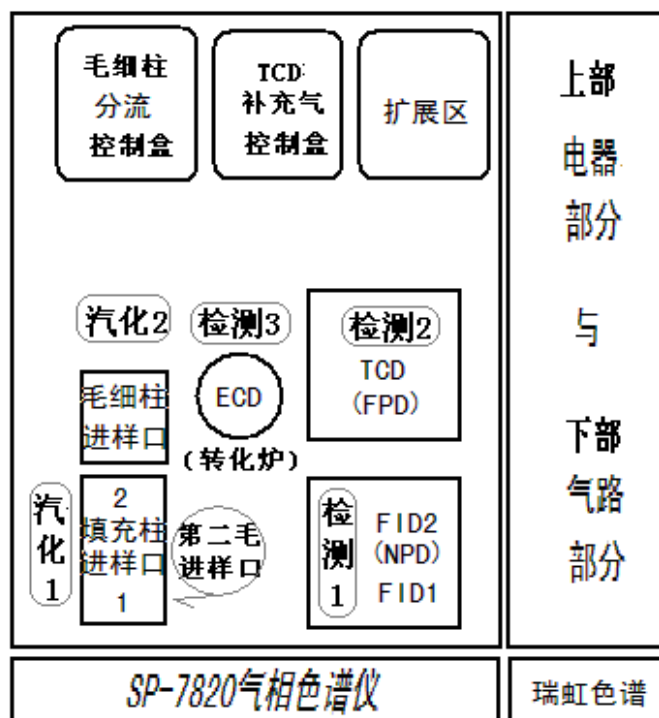 毛细柱
分流
控制盒
TCD
补充气
控制盒
扩展区
上部
电器
部分
与
下部
气路
部分
汽化2
检测3
检测2
TCD
(FPD)
毛细柱
进样口
ECD
(转化炉)
汽化1
2
填充柱
进样口
1
第二毛
进样口
检测1
FID2
(NPD)
FID1
SP-7820气相色谱仪
瑞虹色谱